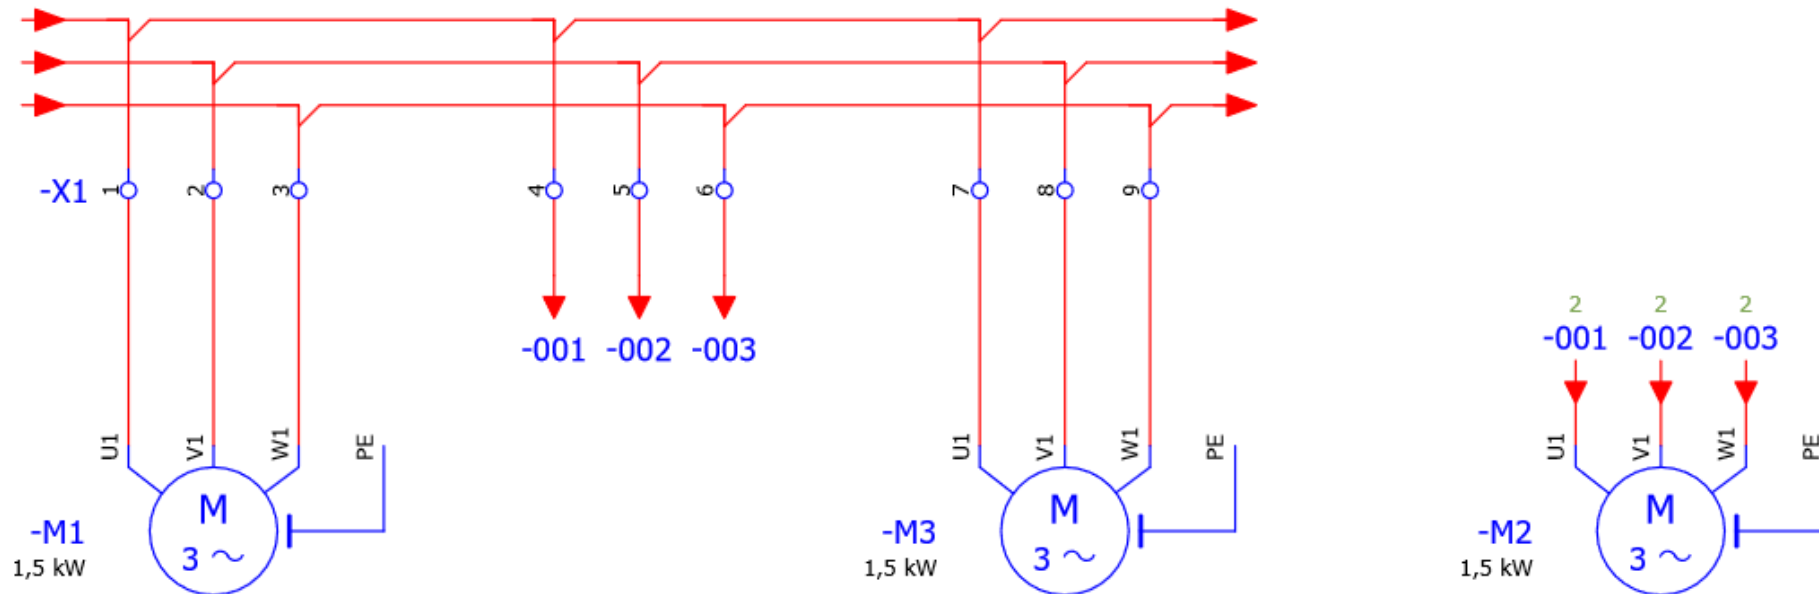 -X1 1 2 3 4 5 6 7 8 9
2 2 2
-001 -002 -003 -001 -002 -003
U1 V1 W1 PE U1 V1 W1 PE U1 V1 W1 PE
M M M
-M1 3 ~ -M3 3 ~ -M2 3 ~
1,5 kW 1,5 kW 1,5 kW